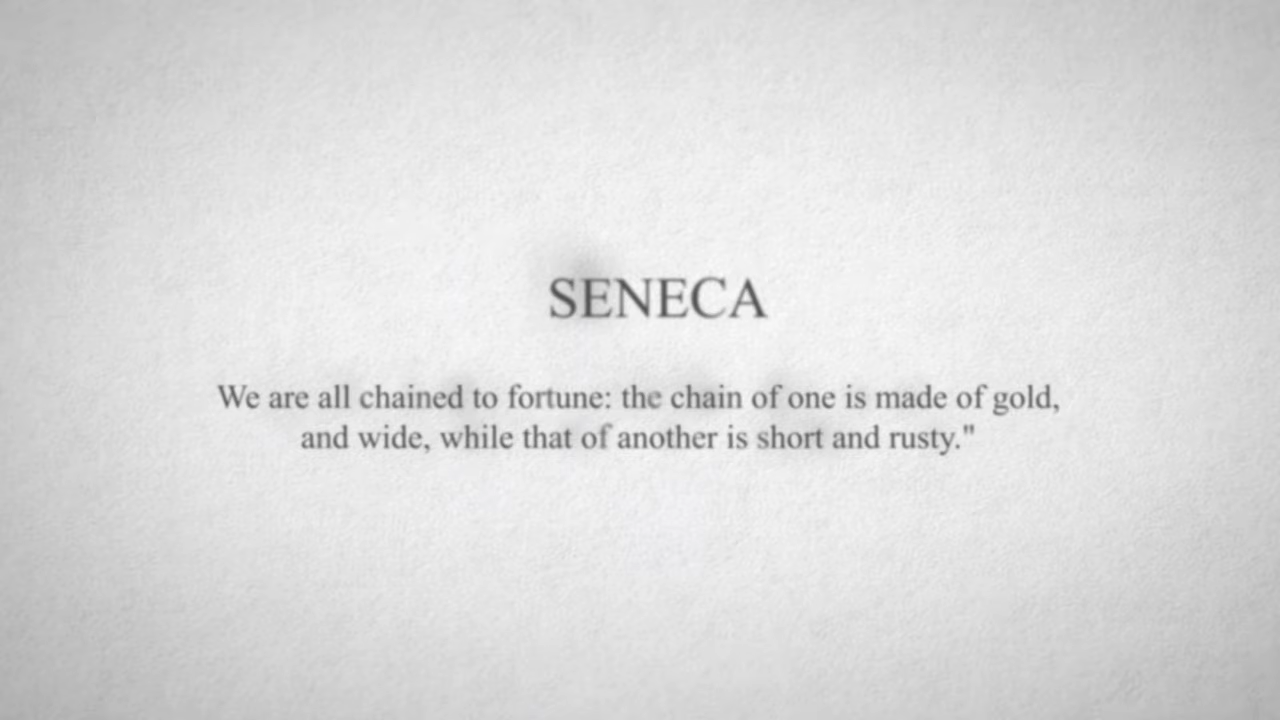 SENECA
We are all chained to fortune: the chain of one is made of gold,
and wide, while that of another is short and rusty."